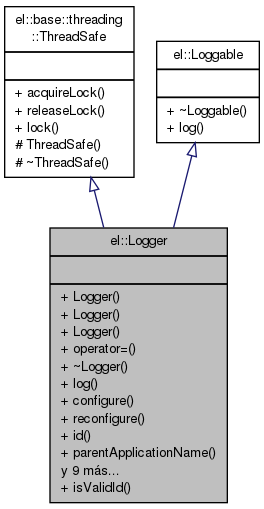 el::base::threading
::ThreadSafe
+ acquireLock()
+ releaseLock()
+ lock()
# ThreadSafe()
# ~ThreadSafe()
el::Loggable
+ ~Loggable()
+ log()
el::Logger
+ Logger()
+ Logger()
+ Logger()
+ operator=()
+ ~Logger()
+ log()
+ configure()
+ reconfigure()
+ id()
+ parentApplicationName()
y 9 más...
+ isValidId()